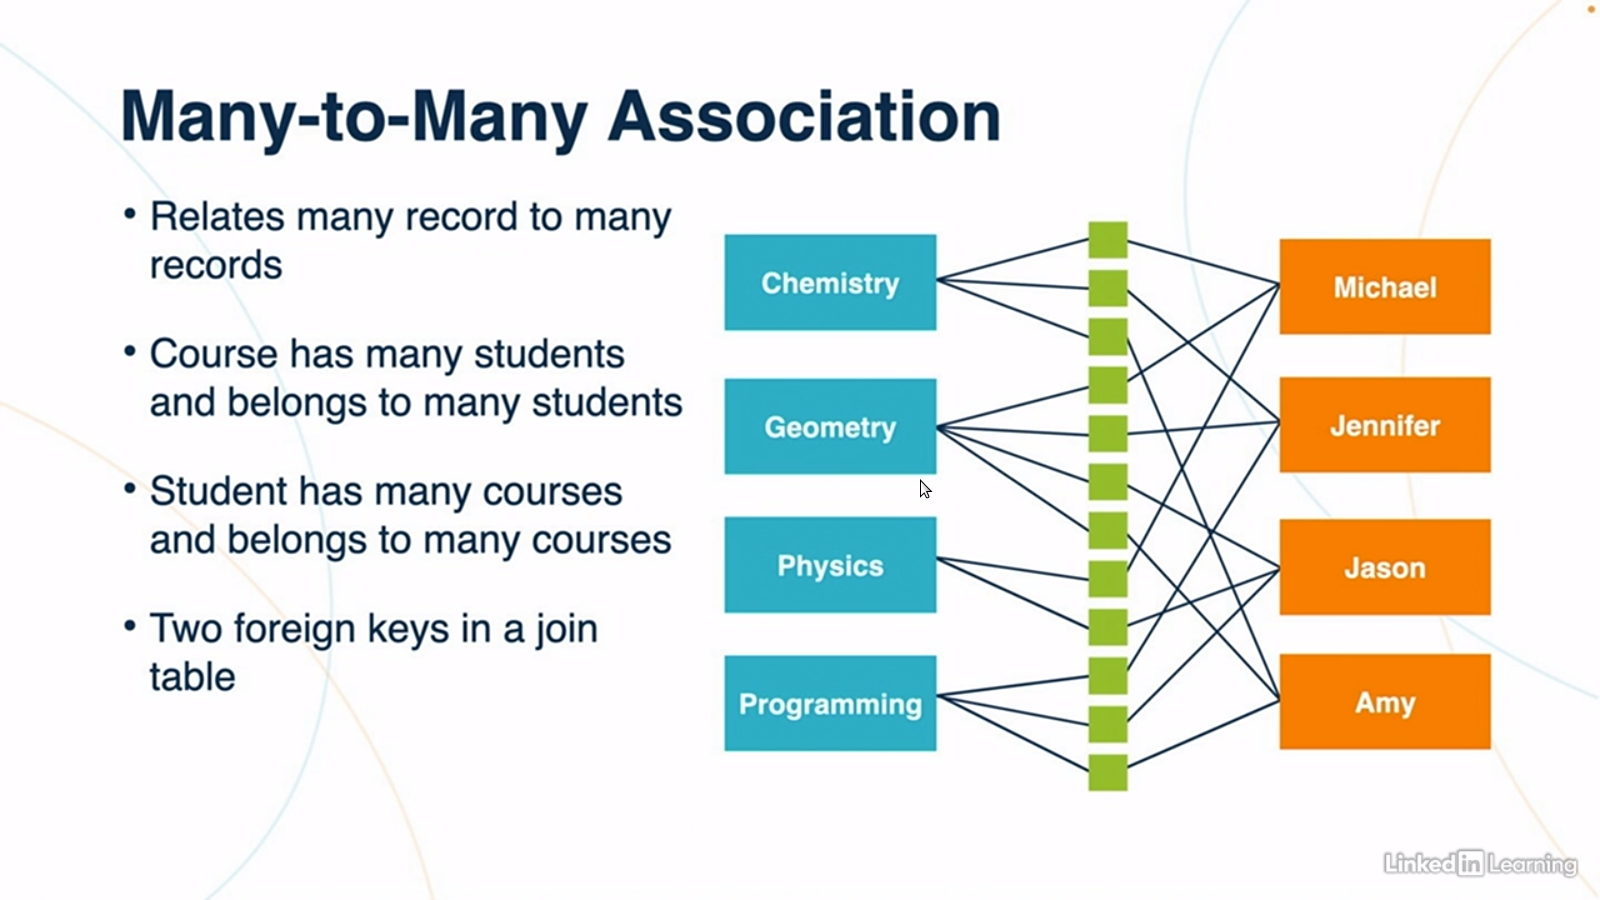 Many-to-Many Association
• Relates many record to many
records
• Course has many students
and belongs to many students
• Student has many courses
and belongs to many courses
• Two foreign keys in a join
table
Chemistry
Geometry
Physics
Programming
Michael
Jennifer
Jason
Amy
Linked in Learning